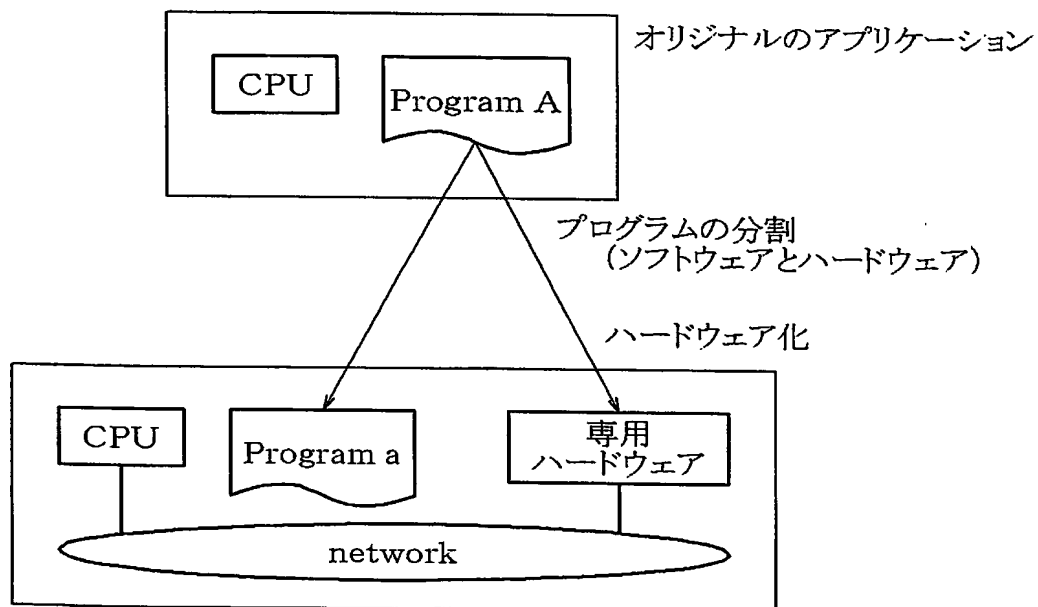 オリジナルのアプリケーション
CPU
Program A
プログラムの分割
(ソフトウェアとハードウェア)
ハードウェア化
CPU
Program a
専用
ハードウェア
network